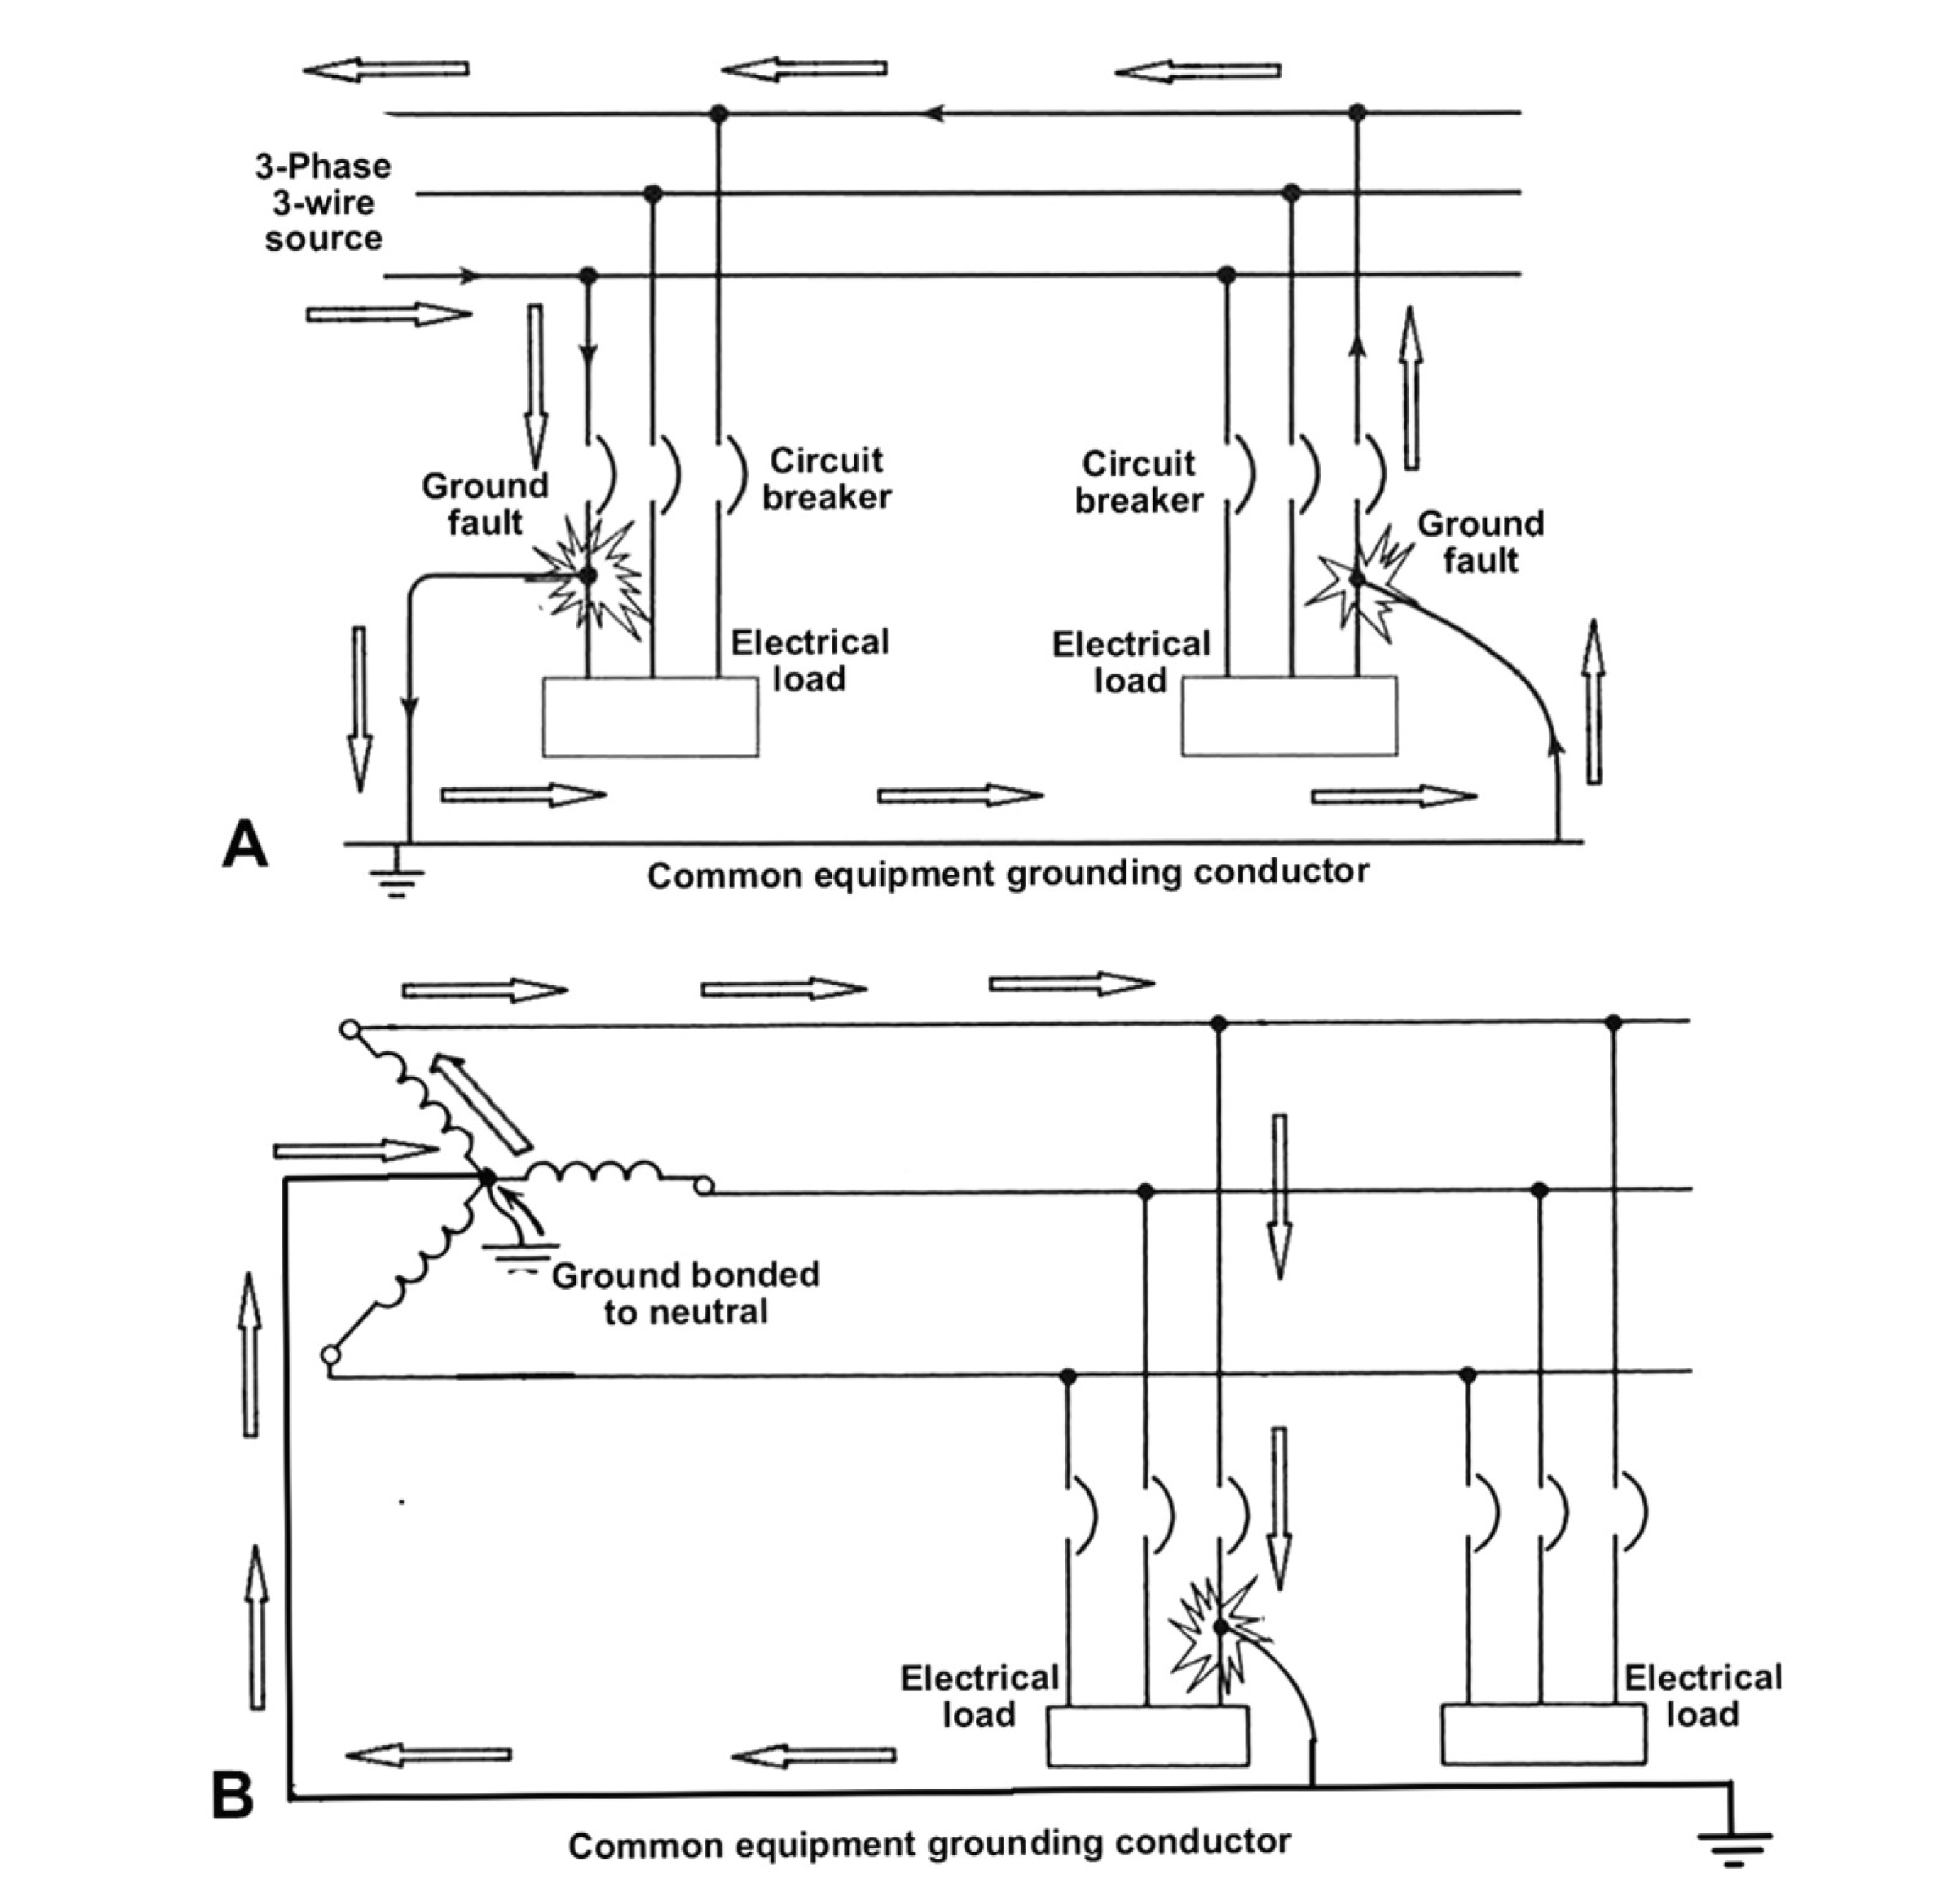 3-Phase
3-wire
source
Circuit
breaker
Circuit
breaker
Ground
fault
Ground
fault
Electrical
load
Electrical
load
A
Common equipment grounding conductor
Ground bonded
to neutral
Electrical
load
Electrical
load
B
Common equipment grounding conductor